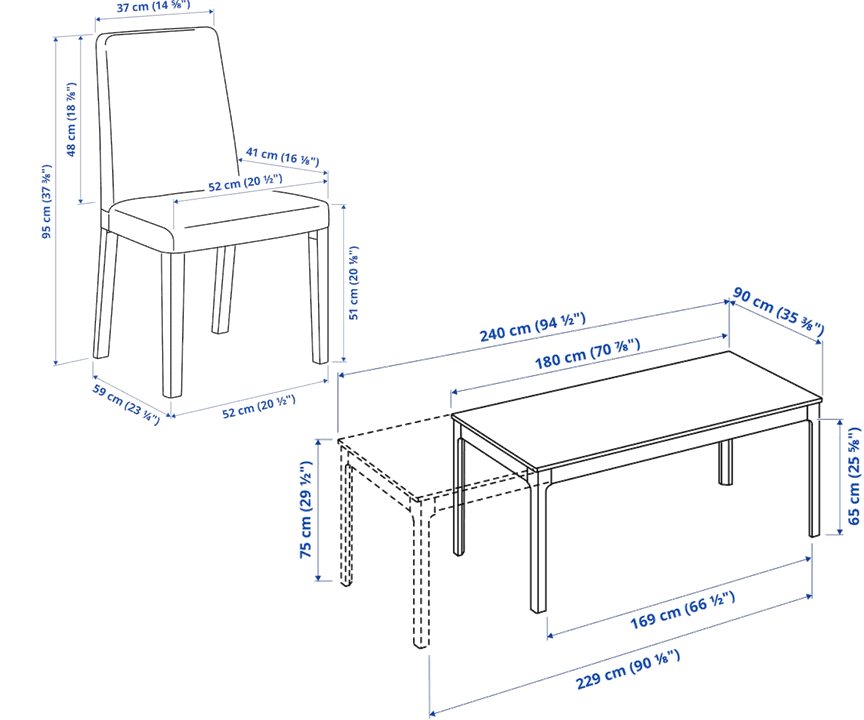 37 cm (14 ⅝")
48 cm (18 ⅞")
95 cm (37 ⅜")
41 cm (16 ⅛")
52 cm (20 ½")
51 cm (20 ⅛")
59 cm (23 ¼")
52 cm (20 ½")
90 cm (35 ⅜")
240 cm (94 ½")
180 cm (70 ⅞")
75 cm (29 ½")
65 cm (25 ⅝")
169 cm (66 ½")
229 cm (90 ⅛")